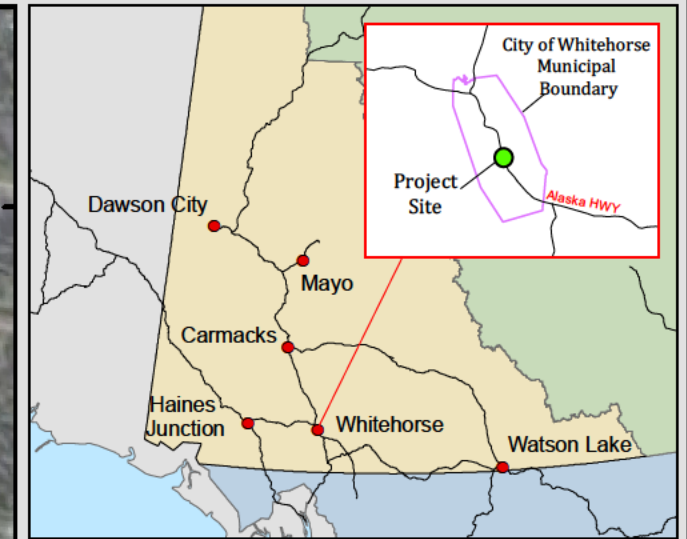 City of Whitehorse
Municipal
Boundary
Project
Site
Alaska HWY
Dawson City
Mayo
Carmacks
Haines
Junction
Whitehorse
Watson Lake